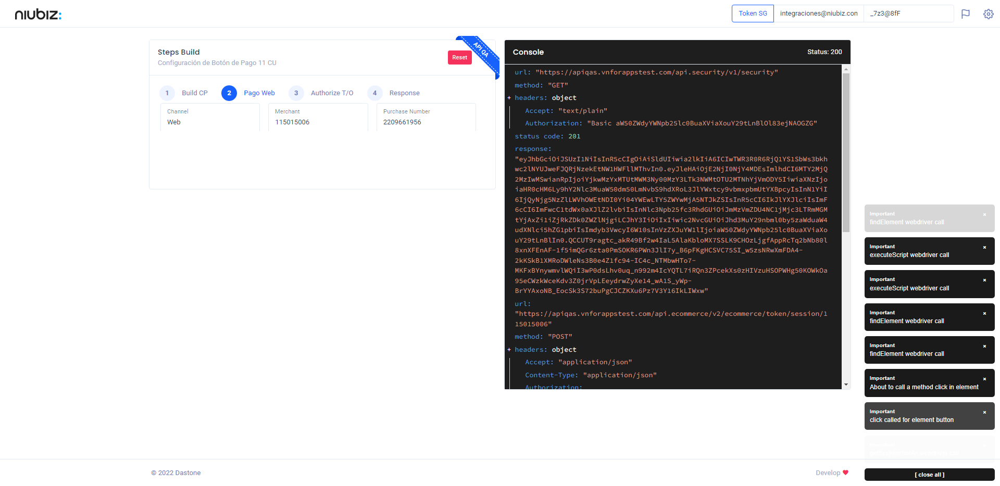 niubiz:
Token SG
integraciones@niubiz.con
_7z3@8fF
Steps Build
Configuración de Botón de Pago 11 CU
Reset
API QA
1 Build CP
2 Pago Web
3 Authorize T/O
4 Response
Channel
Web
Merchant
115015006
Purchase Number
2209661956
Console
Status: 200
url: "https://apiqas.vnforappstest.com/api.security/v1/security"
method: "GET"
+ headers: object
Accept: "text/plain"
Authorization: "Basic aW50ZWdyYWNpb25lc0BuaXViaXouY29tLnBlOl83ejNAOGZG"
status code: 201
response:
"eyJhbGciOiJSUzI1NiIsInR5cCIgOiAiSldUIiwia2lkIiA6ICIwTWR3R0R6RjQ1YS1SbWs3bkh
wc2lNYUJweFJQRjNzekEtNW1HWFllMThvIn0.eyJleHAiOjE2NjI0NjY4MDEsImlhdCI6MTY2MjQ
2MzIwMSwianRpIjoiYjkwMzYxMTUtMWM3Ny00MzY3LTk3NWMtOTU2MTNhYjVmODY5IiwiaXNzIjo
iaHR0cHM6Ly9hY2Nlc3MuaW50dm50LmNvbS9hdXRoL3JlYWxtcy9vbmxpbmUtYXBpcyIsInN1YiI
6IjQyNjg5NzZlLWVhOWEtNDI0Yi04YWEwLTY5ZWYwMjA5NTJkZSIsInR5cCI6IkJlYXJlciIsImF
6cCI6ImFwcC1tdWx0aXJlZ2lvbiIsInNlc3Npb25fc3RhdGUiOiJmMzVmZDU4NC1jMjc3LTRmMGM
tYjAxZi1iZjRkZDk0ZWZlNjgiLCJhY3IiOiIxIiwic2NvcGUiOiJhd3MuY29nbml0by5zaWduaW4
udXNlci5hZG1pbiIsImdyb3VwcyI6W10sInVzZXJuYW1lIjoiaW50ZWdyYWNpb25lc0BuaXViaXo
uY29tLnBlIn0.QCCUT9ragtc_akR49Bf2w4IaL5AlaKbloMX7SSLK9CHOzLjgfAppRcTq2bNb80l
8xnXFEnAF-1f5imQGr6zta0PmSOKR6PWn3JlI7y_B6pFKgHCSVC75SI_w5zsNRwXmFDA4-
2kKSkB1XMRoDWleNs3B0e4Z1fc94-IC4c_NTMbwHTo7-
MKFxBYnywmvlWQiI3wP0dsLhv0uq_n992m4IcYQTL7iRQn3ZPcekXs0zHIVzuHSOPWHg50KOWkOa
95eCWzkWceKdv3Z0jrVpLEeydrwZyXe14_wA1S_yWp-
BrYYAxoNB_EocSk3S72buPgCJCZKXu6Pz7V3Y16IkLIWxw"
url:
"https://apiqas.vnforappstest.com/api.ecommerce/v2/ecommerce/token/session/1
15015006"
method: "POST"
+ headers: object
Accept: "application/json"
Content-Type: "application/json"
Authorization:
Important
findElement webdriver call
Important
executeScript webdriver call
Important
executeScript webdriver call
Important
findElement webdriver call
Important
findElement webdriver call
Important
About to call a method click in element
Important
click called for element button
[ close all ]
© 2022 Dastone
Develop